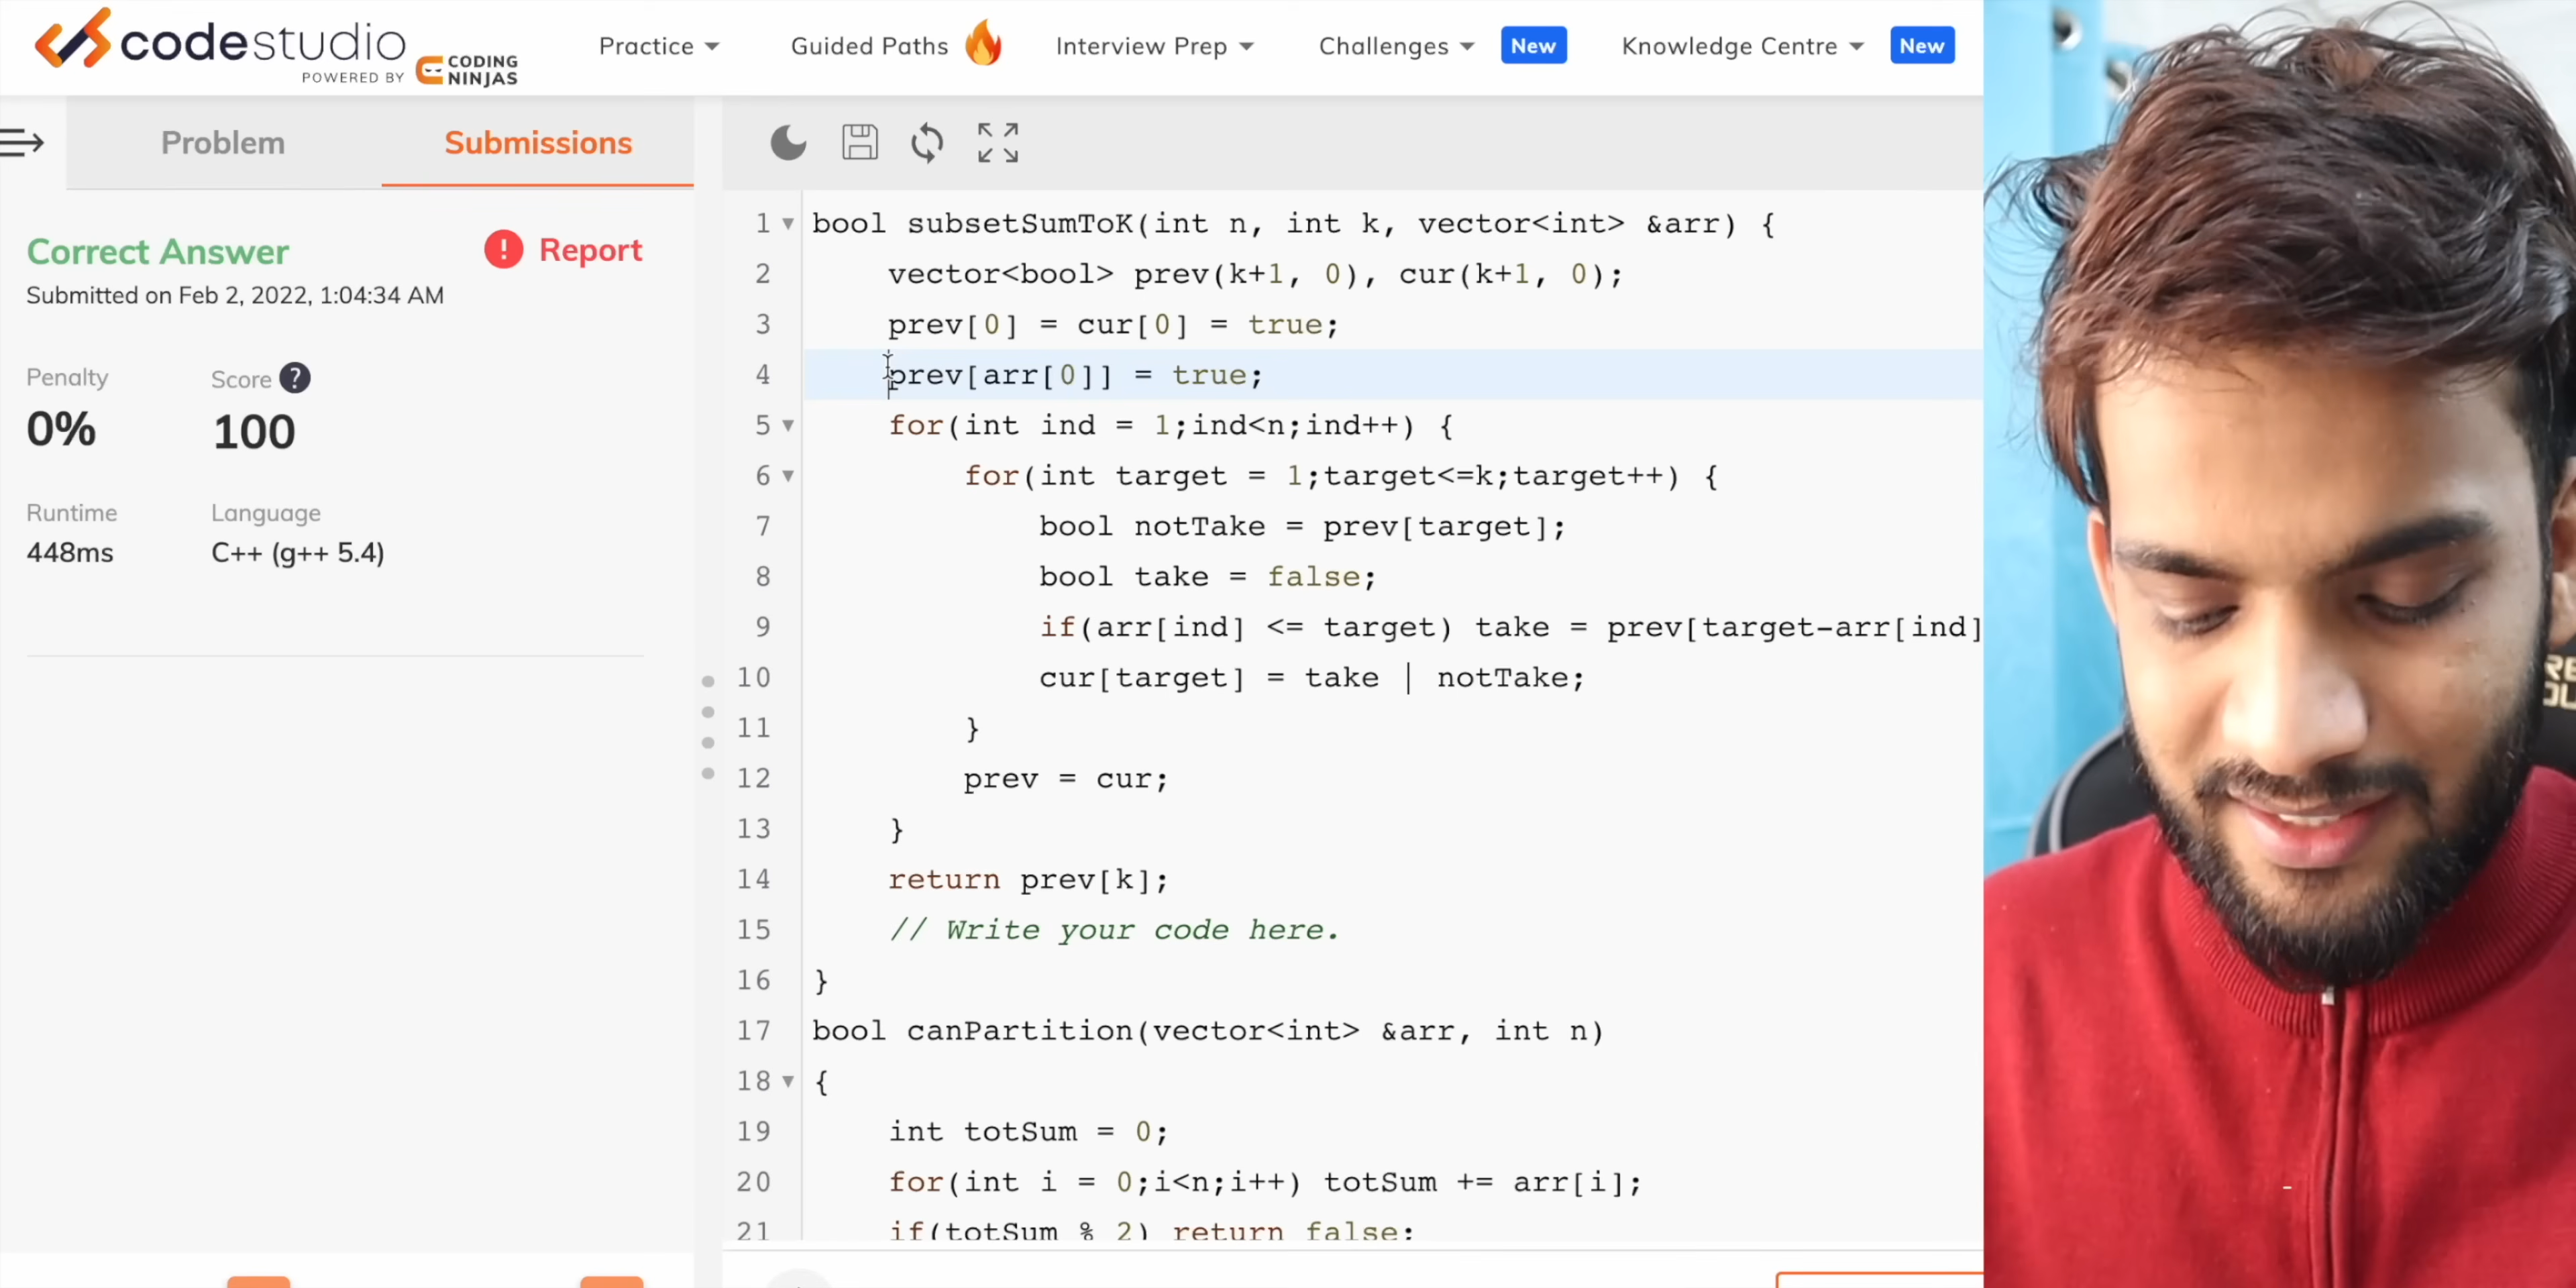 codestudio
POWERED BY CODING NINJAS
Practice
Guided Paths
Interview Prep
Challenges
New
Knowledge Centre
New
Problem
Submissions
Correct Answer
! Report
Submitted on Feb 2, 2022, 1:04:34 AM
Penalty
Score ?
0%
100
Runtime
Language
448ms
C++ (g++ 5.4)
1 bool subsetSumToK(int n, int k, vector<int> &arr) {
2 vector<bool> prev(k+1, 0), cur(k+1, 0);
3 prev[0] = cur[0] = true;
4 prev[arr[0]] = true;
5 for(int ind = 1;ind<n;ind++) {
6 for(int target = 1;target<=k;target++) {
7 bool notTake = prev[target];
8 bool take = false;
9 if(arr[ind] <= target) take = prev[target-arr[ind]
10 cur[target] = take | notTake;
11 }
12 prev = cur;
13 }
14 return prev[k];
15 // Write your code here.
16 }
17 bool canPartition(vector<int> &arr, int n)
18 {
19 int totSum = 0;
20 for(int i = 0;i<n;i++) totSum += arr[i];
21 if(totSum % 2) return false;